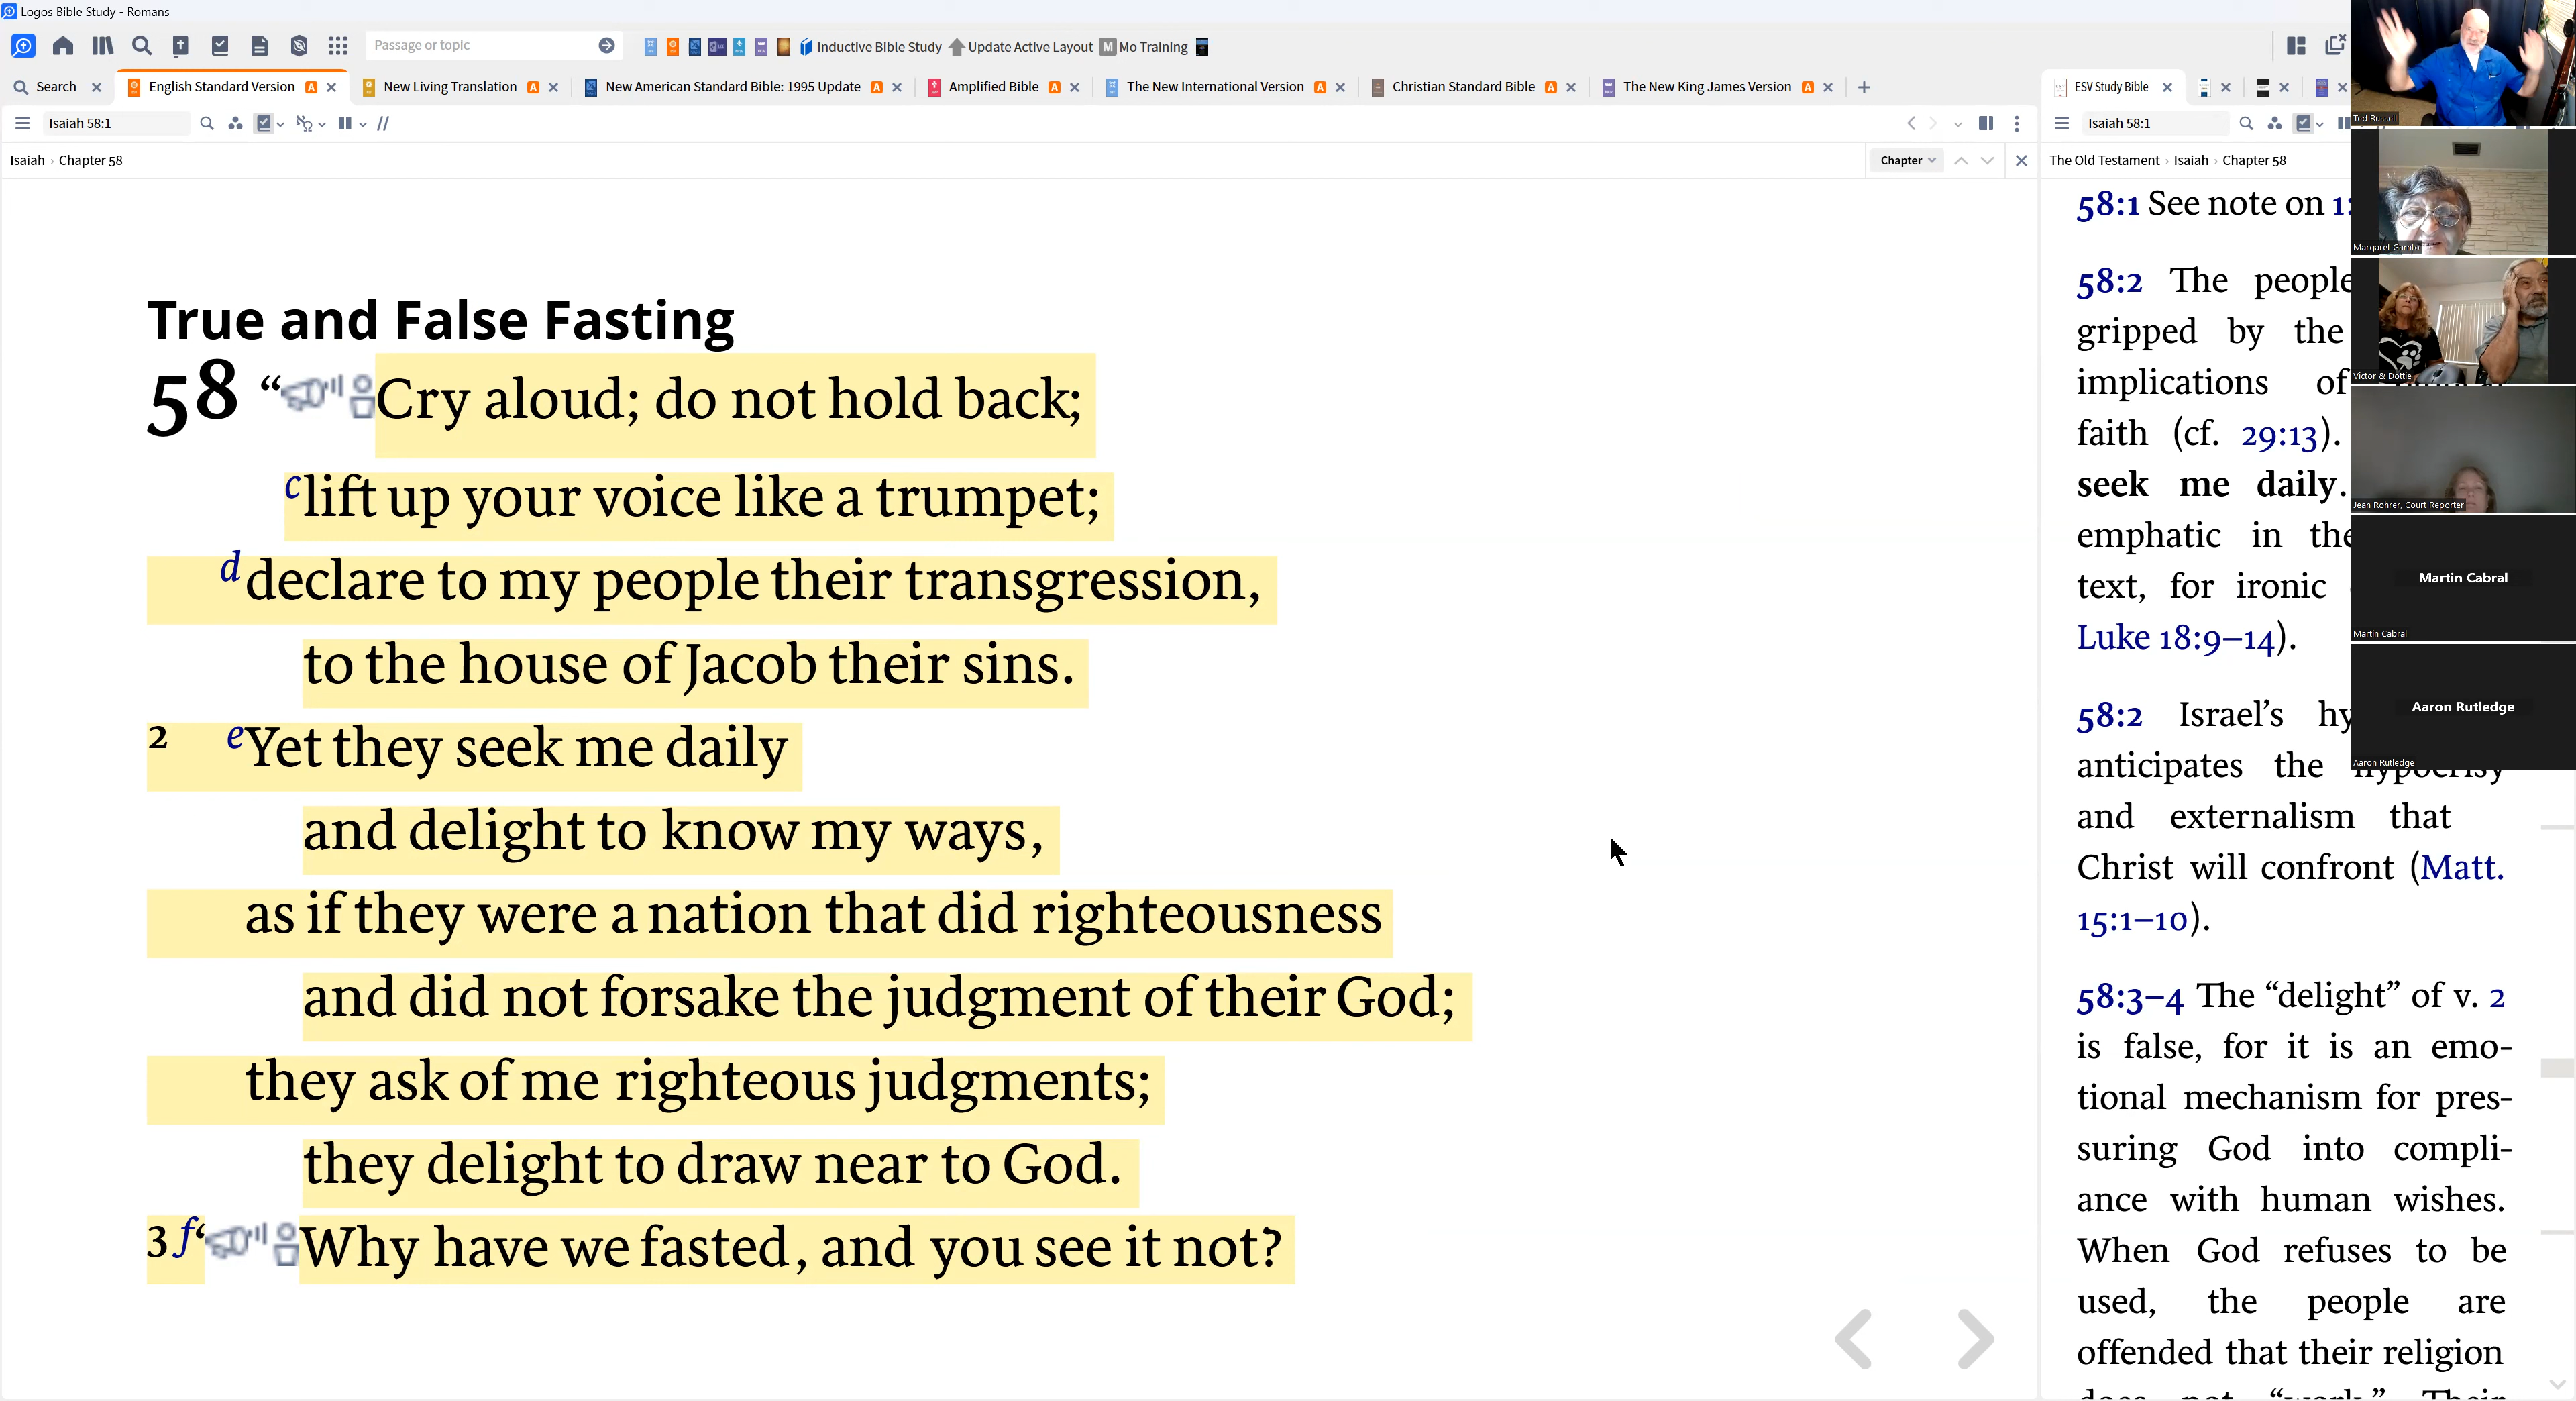 Logos Bible Study - Romans
Passage or topic
Inductive Bible Study
Update Active Layout
M Mo Training
Search
English Standard Version A
New Living Translation A
New American Standard Bible: 1995 Update A
Amplified Bible A
The New International Version A
Christian Standard Bible A
The New King James Version A
ESV Study Bible
Isaiah 58:1
Isaiah 58:1
Isaiah › Chapter 58
Chapter
The Old Testament › Isaiah › Chapter 58
True and False Fasting
58 “Cry aloud; do not hold back;
c lift up your voice like a trumpet;
d declare to my people their transgression,
to the house of Jacob their sins.
2 e Yet they seek me daily
and delight to know my ways,
as if they were a nation that did righteousness
and did not forsake the judgment of their God;
they ask of me righteous judgments;
they delight to draw near to God.
3 f ‘Why have we fasted, and you see it not?
58:1 See note on
58:2 The people
gripped by the
implications of
faith (cf. 29:13).
seek me daily.
emphatic in the
text, for ironic
Luke 18:9–14).
58:2 Israel’s
anticipates the hypocrisy
and externalism that
Christ will confront (Matt.
15:1–10).
58:3–4 The “delight” of v. 2
is false, for it is an emo-
tional mechanism for pres-
suring God into compli-
ance with human wishes.
When God refuses to be
used, the people are
offended that their religion
does not “work.” Their
Ted Russell
Margaret Garnto
Victor & Dottie
Jean Rohrer, Court Reporter
Martin Cabral
Martin Cabral
Aaron Rutledge
Aaron Rutledge